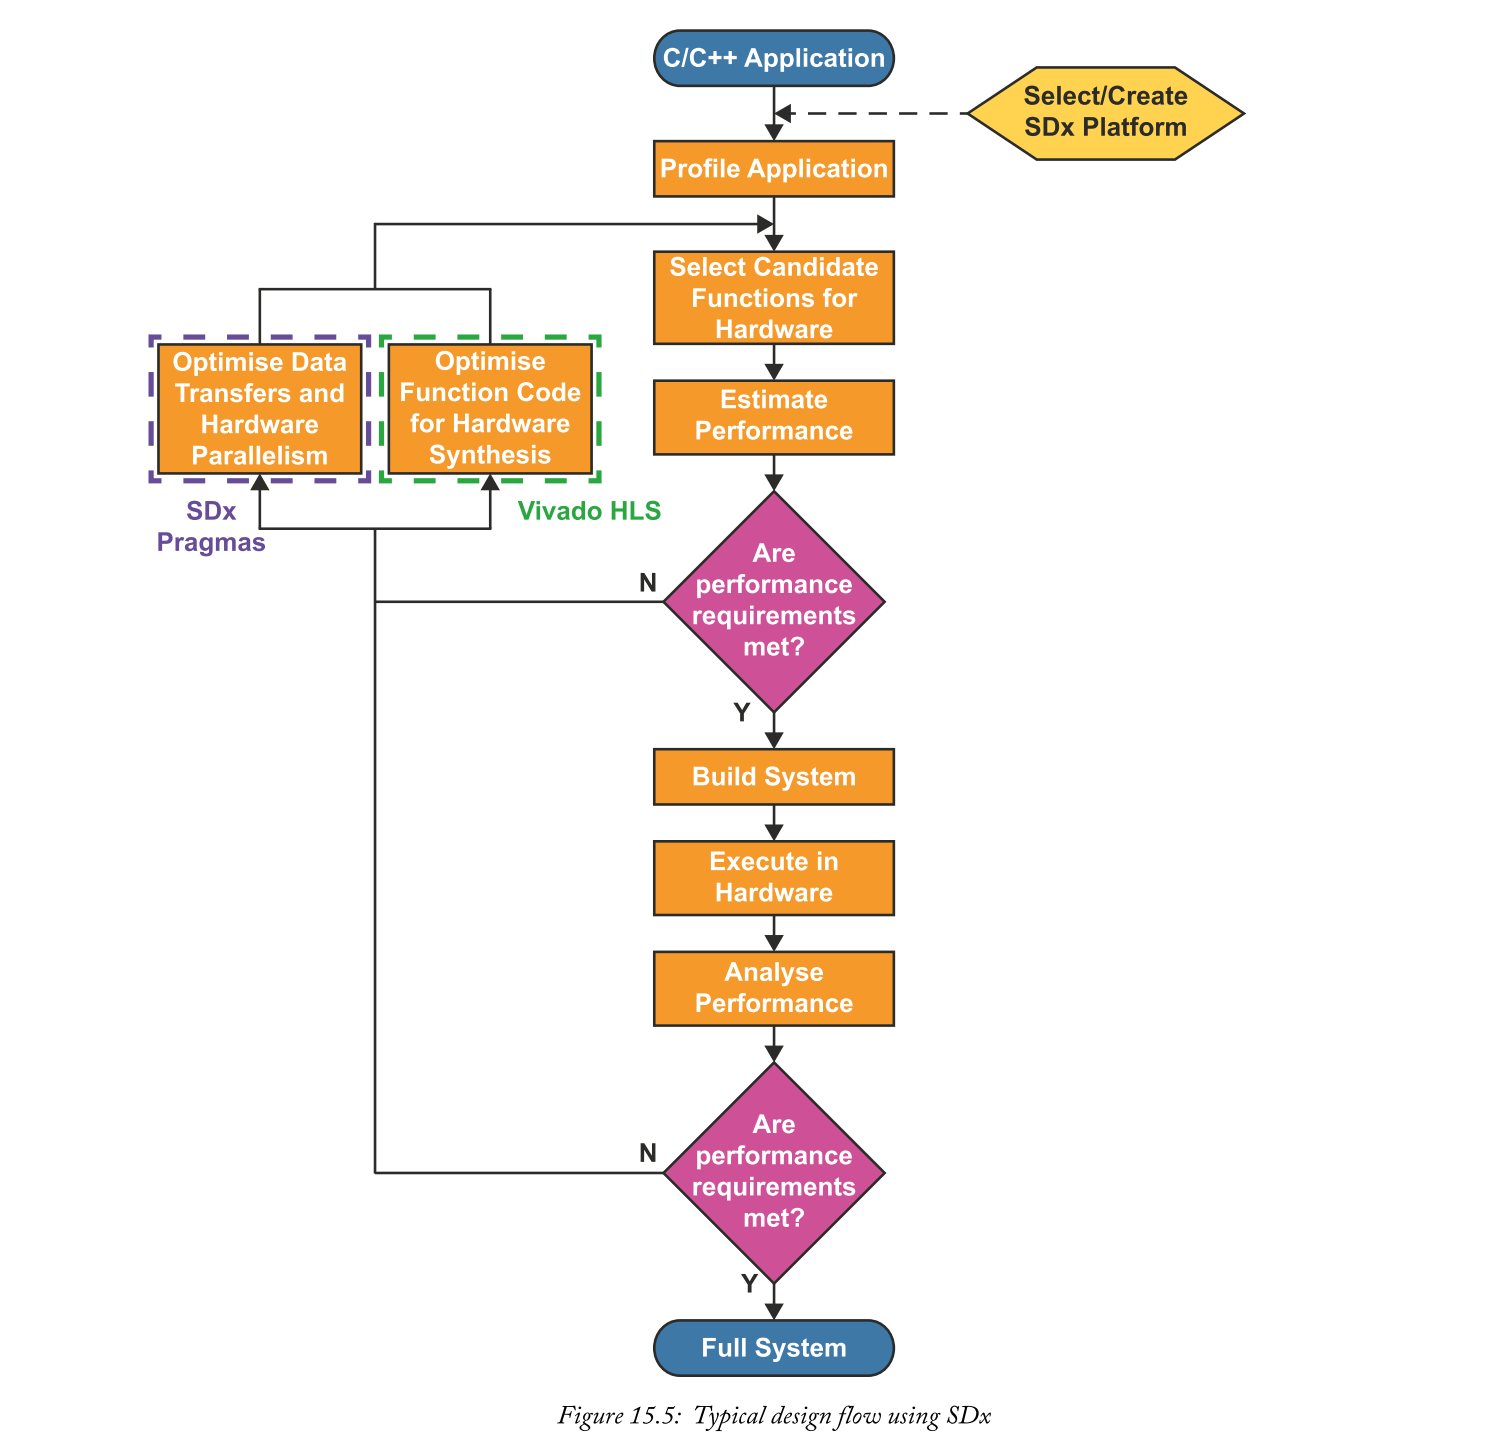 C/C++ Application
Select/Create
SDx Platform
Profile Application
Select Candidate
Functions for
Hardware
Optimise Data
Transfers and
Hardware
Parallelism
Optimise
Function Code
for Hardware
Synthesis
Estimate
Performance
SDx
Pragmas
Vivado HLS
Are
performance
requirements
met?
N
Y
Build System
Execute in
Hardware
Analyse
Performance
Are
performance
requirements
met?
N
Y
Full System
Figure 15.5: Typical design flow using SDx